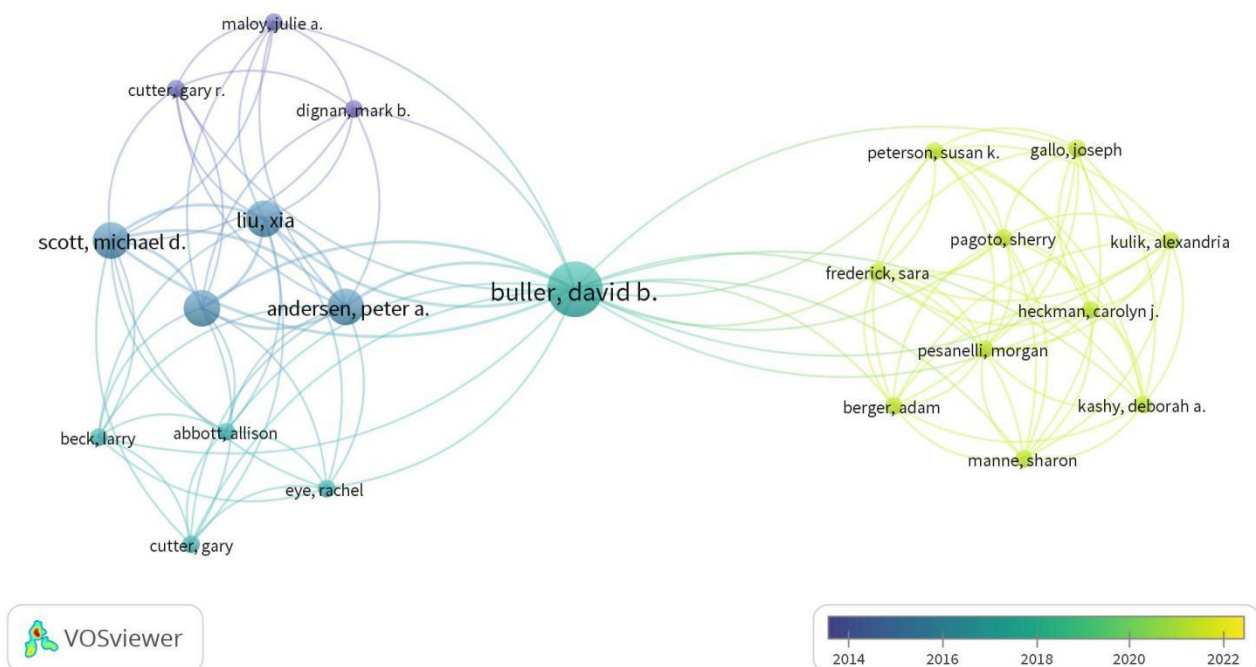 maloy, julie a.
cutter, gary r.
dignan, mark b.
liu, xia
scott, michael d.
andersen, peter a.
buller, david b.
peterson, susan k.
gallo, joseph
pagoto, sherry
kulik, alexandria
frederick, sara
heckman, carolyn j.
pesanelli, morgan
berger, adam
kashy, deborah a.
manne, sharon
beck, larry
abbott, allison
eye, rachel
cutter, gary
VOSviewer
2014 2016 2018 2020 2022